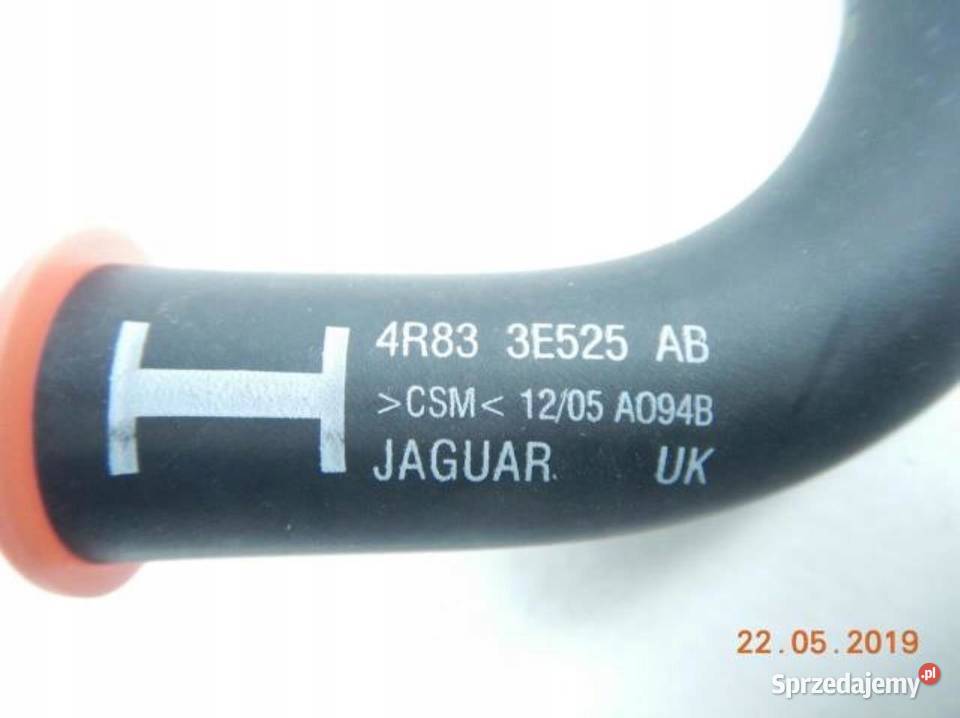 4R83 3E525 AB
>CSM< 12/05 A094B
JAGUAR UK
22.05.2019
Sprzedajemy.pl